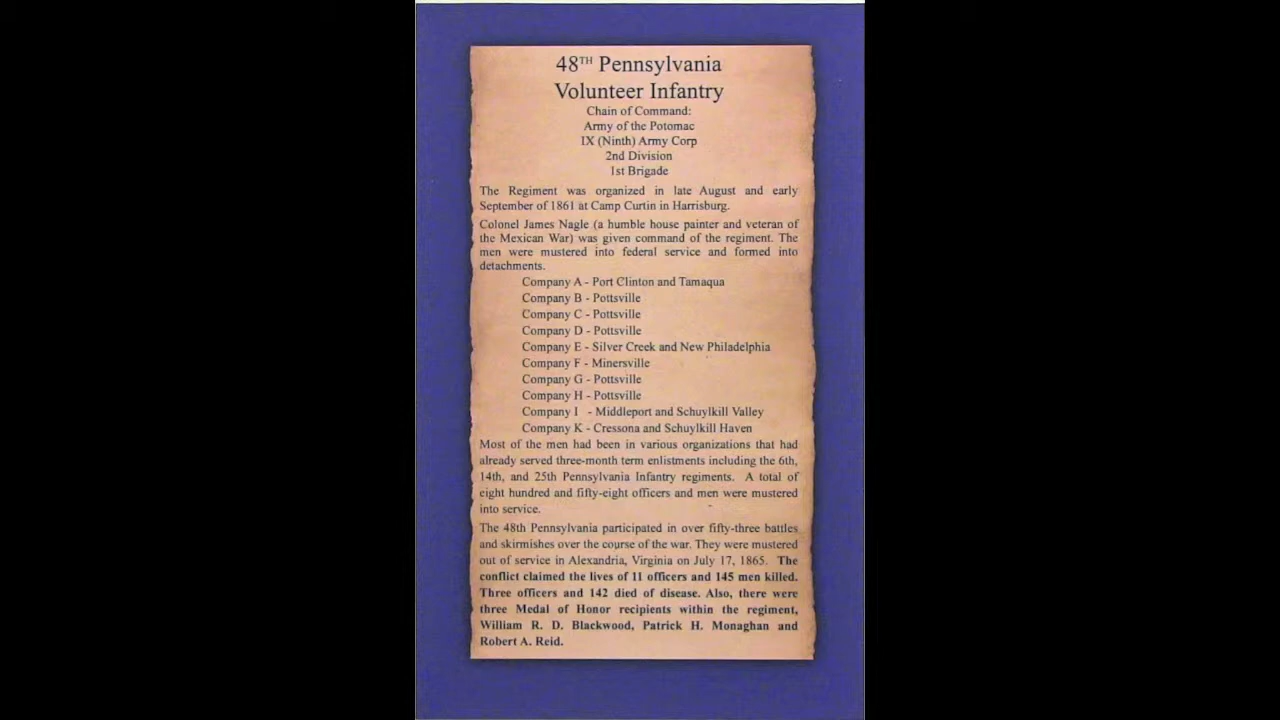 48TH Pennsylvania
Volunteer Infantry
Chain of Command:
Army of the Potomac
IX (Ninth) Army Corp
2nd Division
1st Brigade
The Regiment was organized in late August and early
September of 1861 at Camp Curtin in Harrisburg.
Colonel James Nagle (a humble house painter and veteran of
the Mexican War) was given command of the regiment. The
men were mustered into federal service and formed into
detachments.
Company A - Port Clinton and Tamaqua
Company B - Pottsville
Company C - Pottsville
Company D - Pottsville
Company E - Silver Creek and New Philadelphia
Company F - Minersville
Company G - Pottsville
Company H - Pottsville
Company I - Middleport and Schuylkill Valley
Company K - Cressona and Schuylkill Haven
Most of the men had been in various organizations that had
already served three-month term enlistments including the 6th,
14th, and 25th Pennsylvania Infantry regiments. A total of
eight hundred and fifty-eight officers and men were mustered
into service.
The 48th Pennsylvania participated in over fifty-three battles
and skirmishes over the course of the war. They were mustered
out of service in Alexandria, Virginia on July 17, 1865. The
conflict claimed the lives of 11 officers and 145 men killed.
Three officers and 142 died of disease. Also, there were
three Medal of Honor recipients within the regiment,
William R. D. Blackwood, Patrick H. Monaghan and
Robert A. Reid.